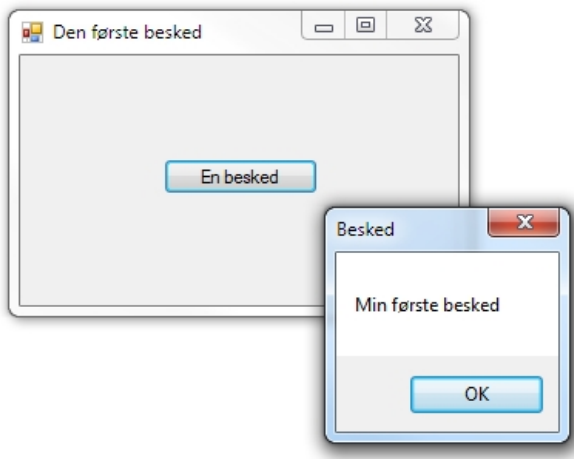 Den første besked
En besked
Besked
Min første besked
OK